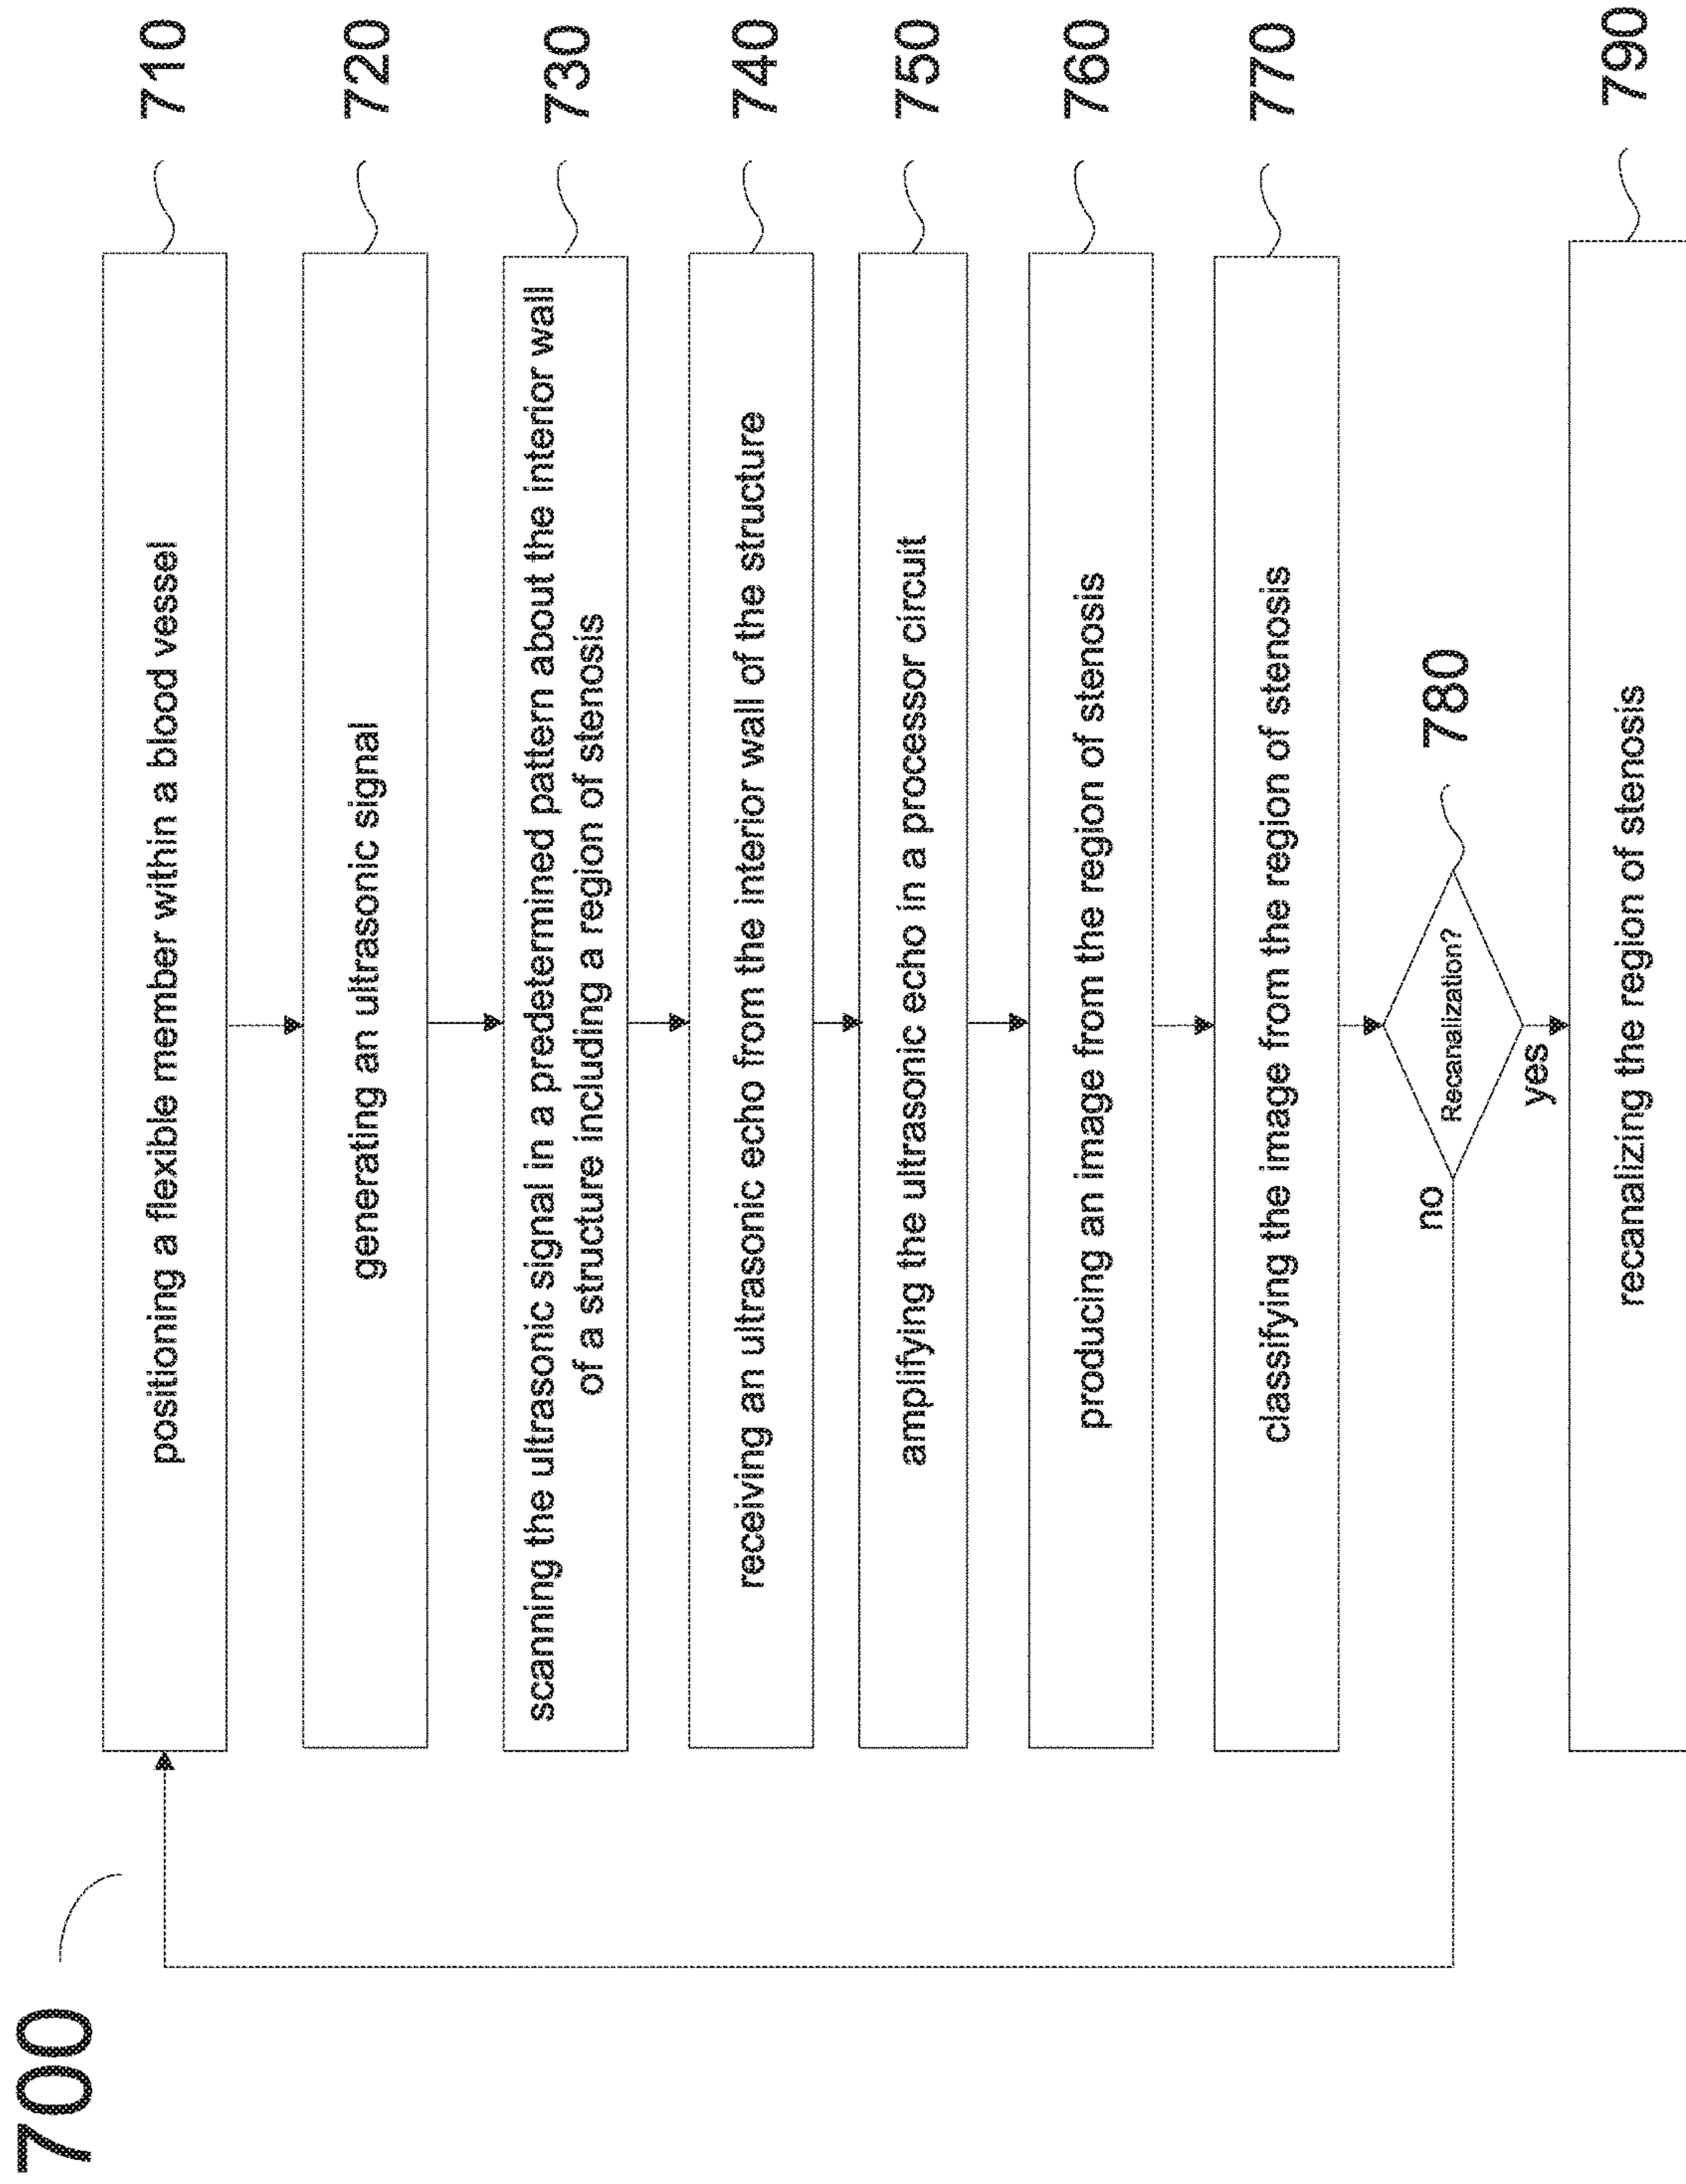 700
positioning a flexible member within a blood vessel
710
generating an ultrasonic signal
720
scanning the ultrasonic signal in a predetermined pattern about the interior wall
of a structure including a region of stenosis
730
receiving an ultrasonic echo from the interior wall of the structure
740
amplifying the ultrasonic echo in a processor circuit
750
producing an image from the region of stenosis
760
classifying the image from the region of stenosis
770
no
Recanalization?
780
yes
recanalizing the region of stenosis
790